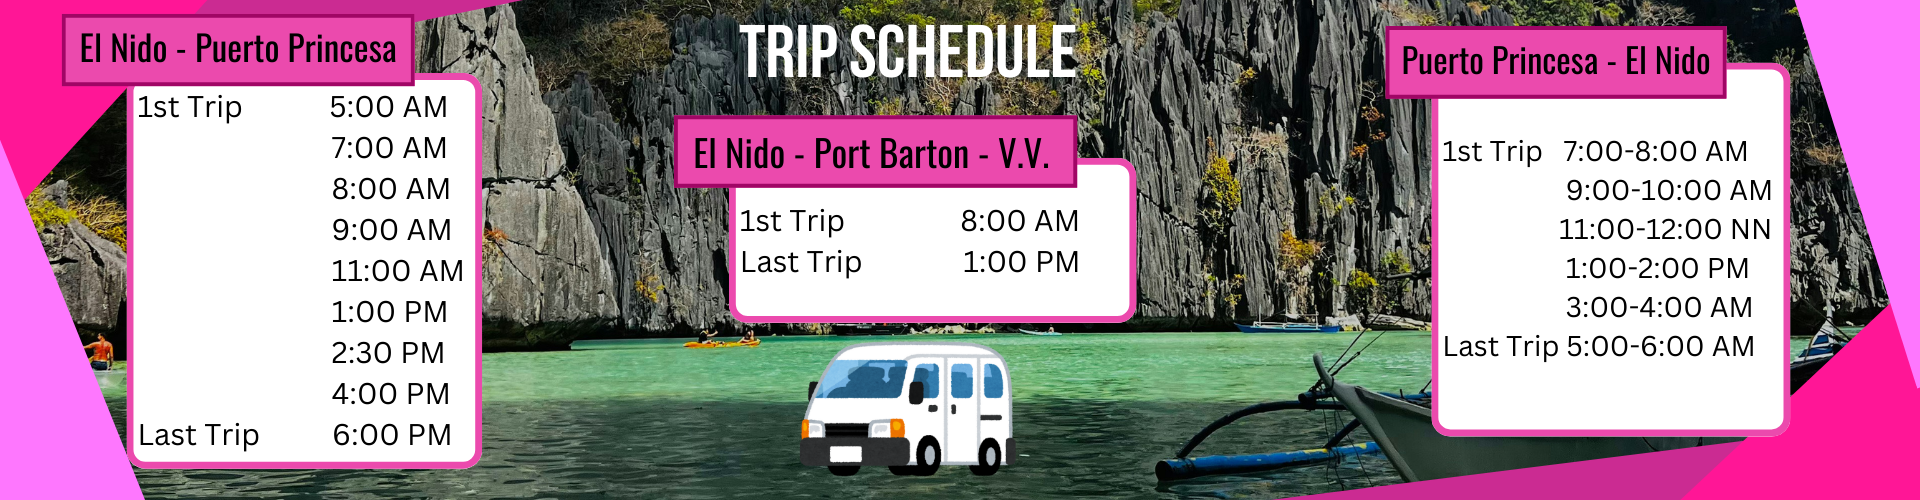 TRIP SCHEDULE
El Nido - Puerto Princesa
1st Trip 5:00 AM
7:00 AM
8:00 AM
9:00 AM
11:00 AM
1:00 PM
2:30 PM
4:00 PM
Last Trip 6:00 PM
El Nido - Port Barton - V.V.
1st Trip 8:00 AM
Last Trip 1:00 PM
Puerto Princesa - El Nido
1st Trip 7:00-8:00 AM
9:00-10:00 AM
11:00-12:00 NN
1:00-2:00 PM
3:00-4:00 AM
Last Trip 5:00-6:00 AM